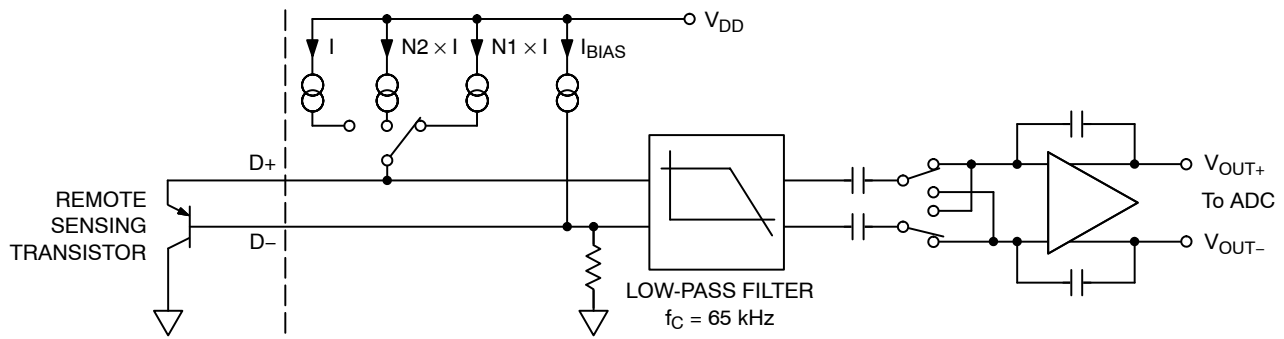 V_DD
I
N2 × I
N1 × I
I_BIAS
D+
REMOTE
SENSING
TRANSISTOR
D−
LOW-PASS FILTER
f_C = 65 kHz
V_OUT+
To ADC
V_OUT−